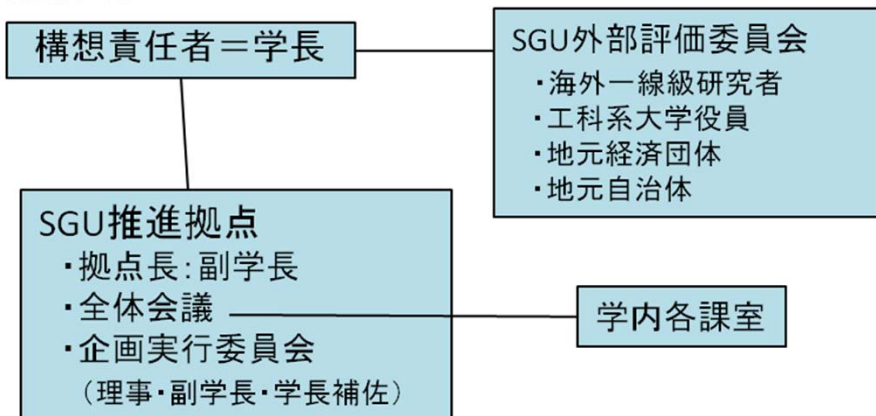 構想責任者＝学長
SGU外部評価委員会
・海外一線級研究者
・工科系大学役員
・地元経済団体
・地元自治体
SGU推進拠点
・拠点長：副学長
・全体会議
・企画実行委員会
（理事・副学長・学長補佐）
学内各課室